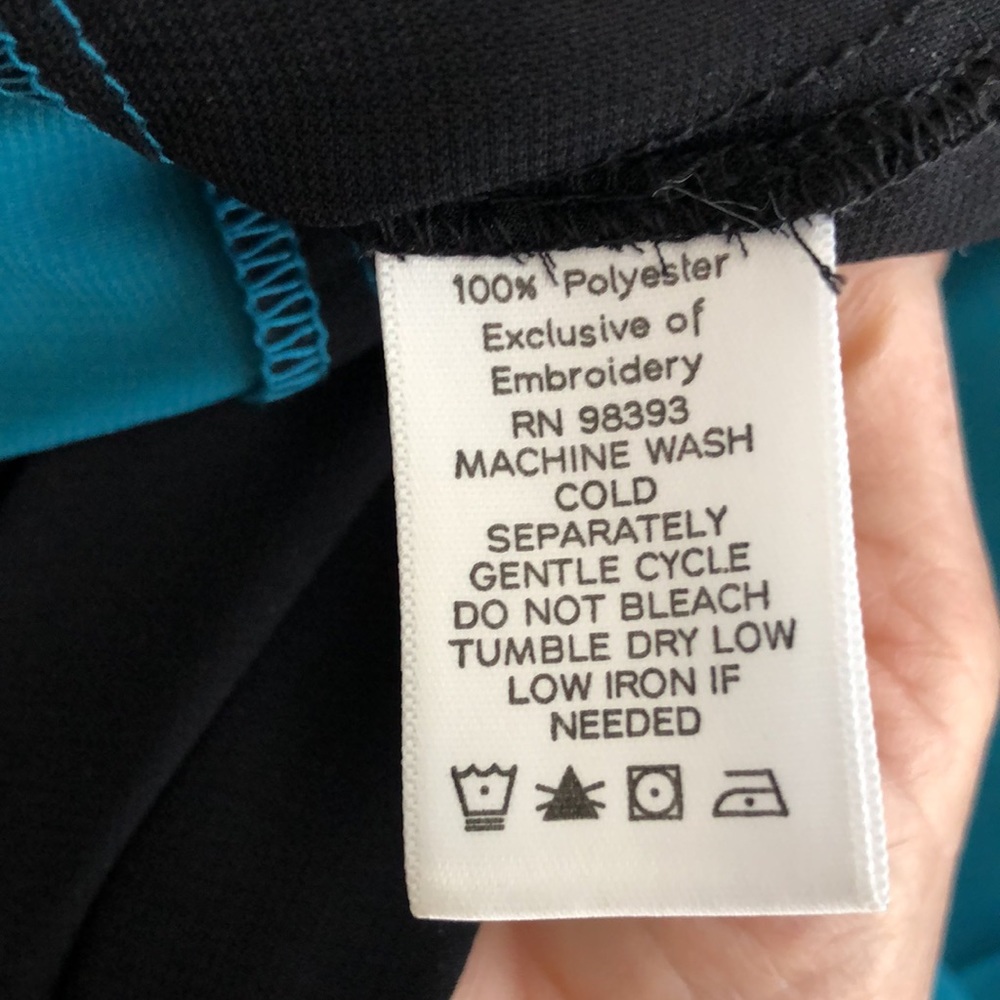 100% Polyester
Exclusive of
Embroidery
RN 98393
MACHINE WASH
COLD
SEPARATELY
GENTLE CYCLE
DO NOT BLEACH
TUMBLE DRY LOW
LOW IRON IF
NEEDED